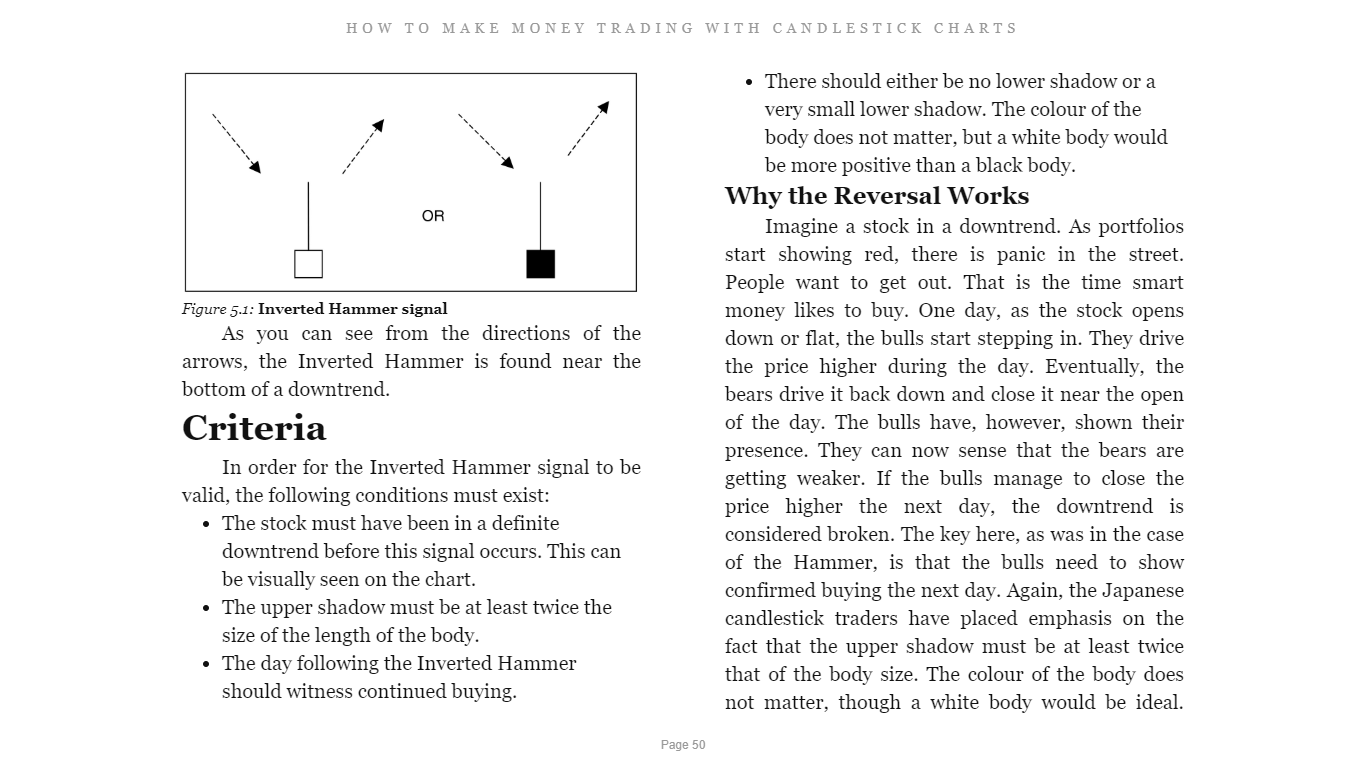 HOW TO MAKE MONEY TRADING WITH CANDLESTICK CHARTS
OR
Figure 5.1: Inverted Hammer signal
As you can see from the directions of the
arrows, the Inverted Hammer is found near the
bottom of a downtrend.
Criteria
In order for the Inverted Hammer signal to be
valid, the following conditions must exist:
• The stock must have been in a definite
downtrend before this signal occurs. This can
be visually seen on the chart.
• The upper shadow must be at least twice the
size of the length of the body.
• The day following the Inverted Hammer
should witness continued buying.
• There should either be no lower shadow or a
very small lower shadow. The colour of the
body does not matter, but a white body would
be more positive than a black body.
Why the Reversal Works
Imagine a stock in a downtrend. As portfolios
start showing red, there is panic in the street.
People want to get out. That is the time smart
money likes to buy. One day, as the stock opens
down or flat, the bulls start stepping in. They drive
the price higher during the day. Eventually, the
bears drive it back down and close it near the open
of the day. The bulls have, however, shown their
presence. They can now sense that the bears are
getting weaker. If the bulls manage to close the
price higher the next day, the downtrend is
considered broken. The key here, as was in the case
of the Hammer, is that the bulls need to show
confirmed buying the next day. Again, the Japanese
candlestick traders have placed emphasis on the
fact that the upper shadow must be at least twice
that of the body size. The colour of the body does
not matter, though a white body would be ideal.
Page 50